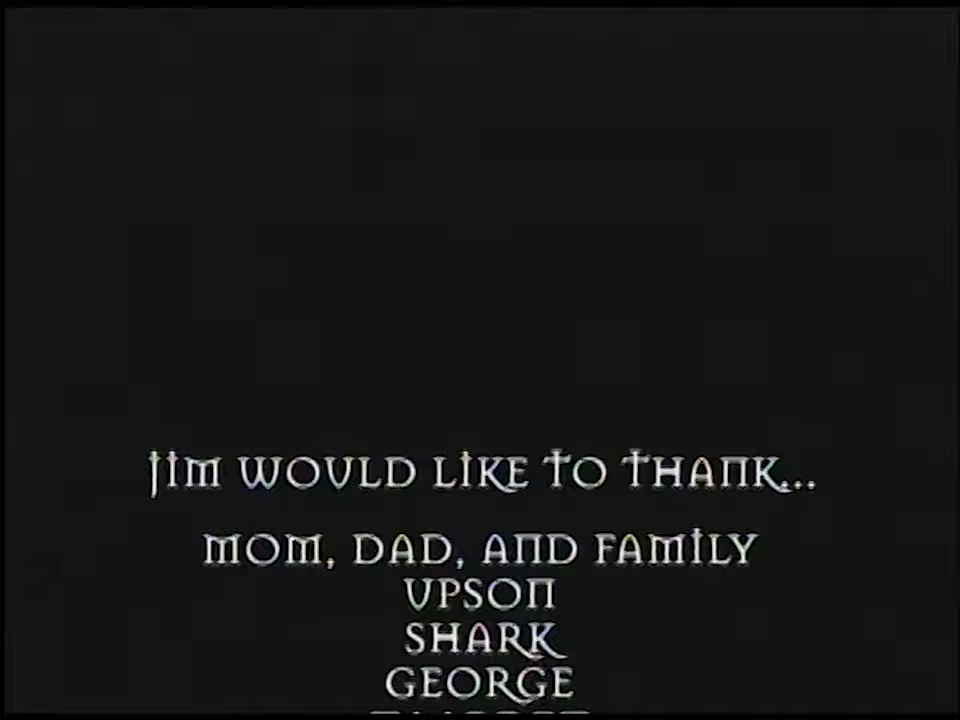 JIM WOULD LIKE TO THANK...
MOM, DAD, AND FAMILY
UPSON
SHARK
GEORGE